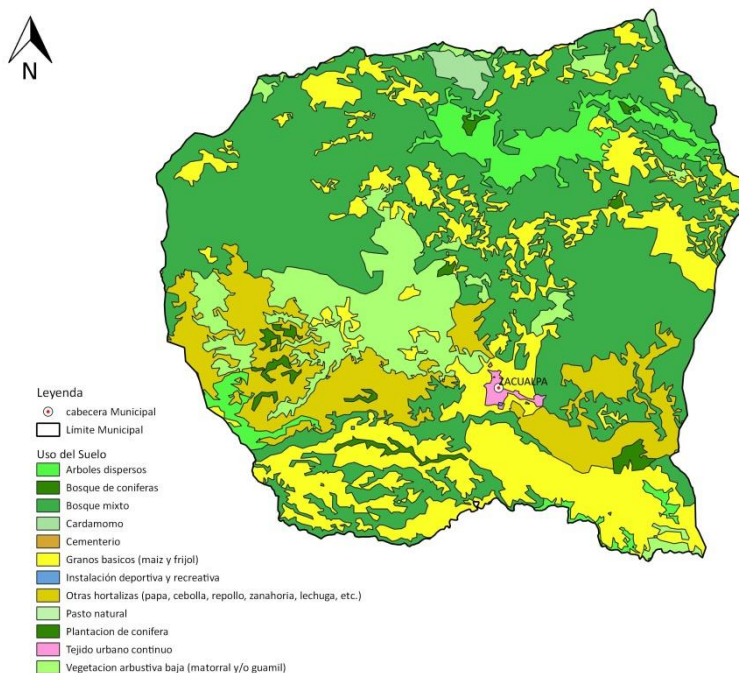 N
ZACUALPA
Leyenda
cabecera Municipal
Límite Municipal
Uso del Suelo
Arboles dispersos
Bosque de coniferas
Bosque mixto
Cardamomo
Cementerio
Granos basicos (maiz y frijol)
Instalación deportiva y recreativa
Otras hortalizas (papa, cebolla, repollo, zanahoria, lechuga, etc.)
Pasto natural
Plantacion de conifera
Tejido urbano continuo
Vegetacion arbustiva baja (matorral y/o guamil)